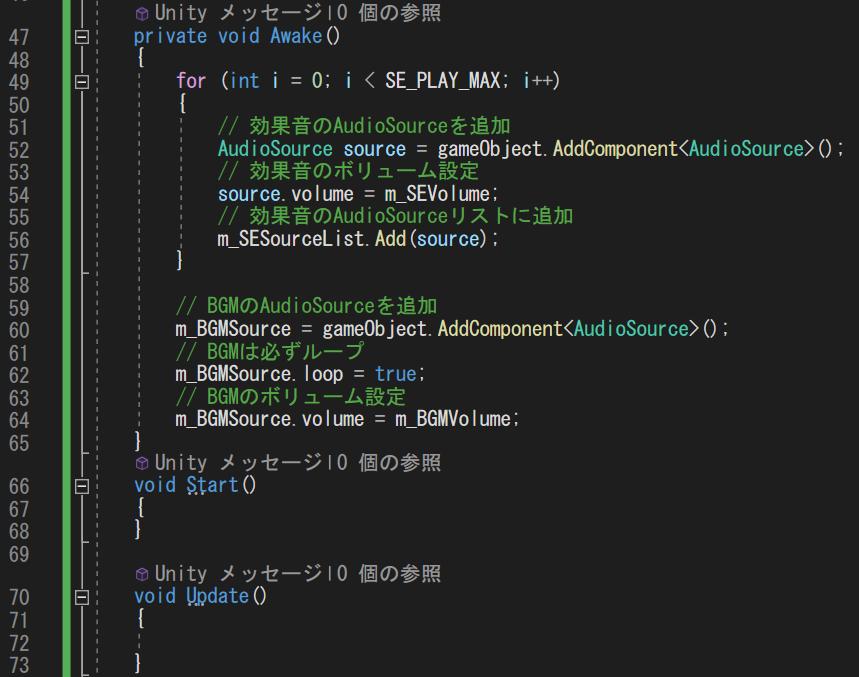 Unity メッセージ|0 個の参照
47 private void Awake()
48 {
49 for (int i = 0; i < SE_PLAY_MAX; i++)
50 {
51 // 効果音のAudioSourceを追加
52 AudioSource source = gameObject.AddComponent<AudioSource>();
53 // 効果音のボリューム設定
54 source.volume = m_SEVolume;
55 // 効果音のAudioSourceリストに追加
56 m_SESourceList.Add(source);
57 }
58
59 // BGMのAudioSourceを追加
60 m_BGMSource = gameObject.AddComponent<AudioSource>();
61 // BGMは必ずループ
62 m_BGMSource.loop = true;
63 // BGMのボリューム設定
64 m_BGMSource.volume = m_BGMVolume;
65 }
Unity メッセージ|0 個の参照
66 void Start()
67 {
68 }
69
Unity メッセージ|0 個の参照
70 void Update()
71 {
72
73 }